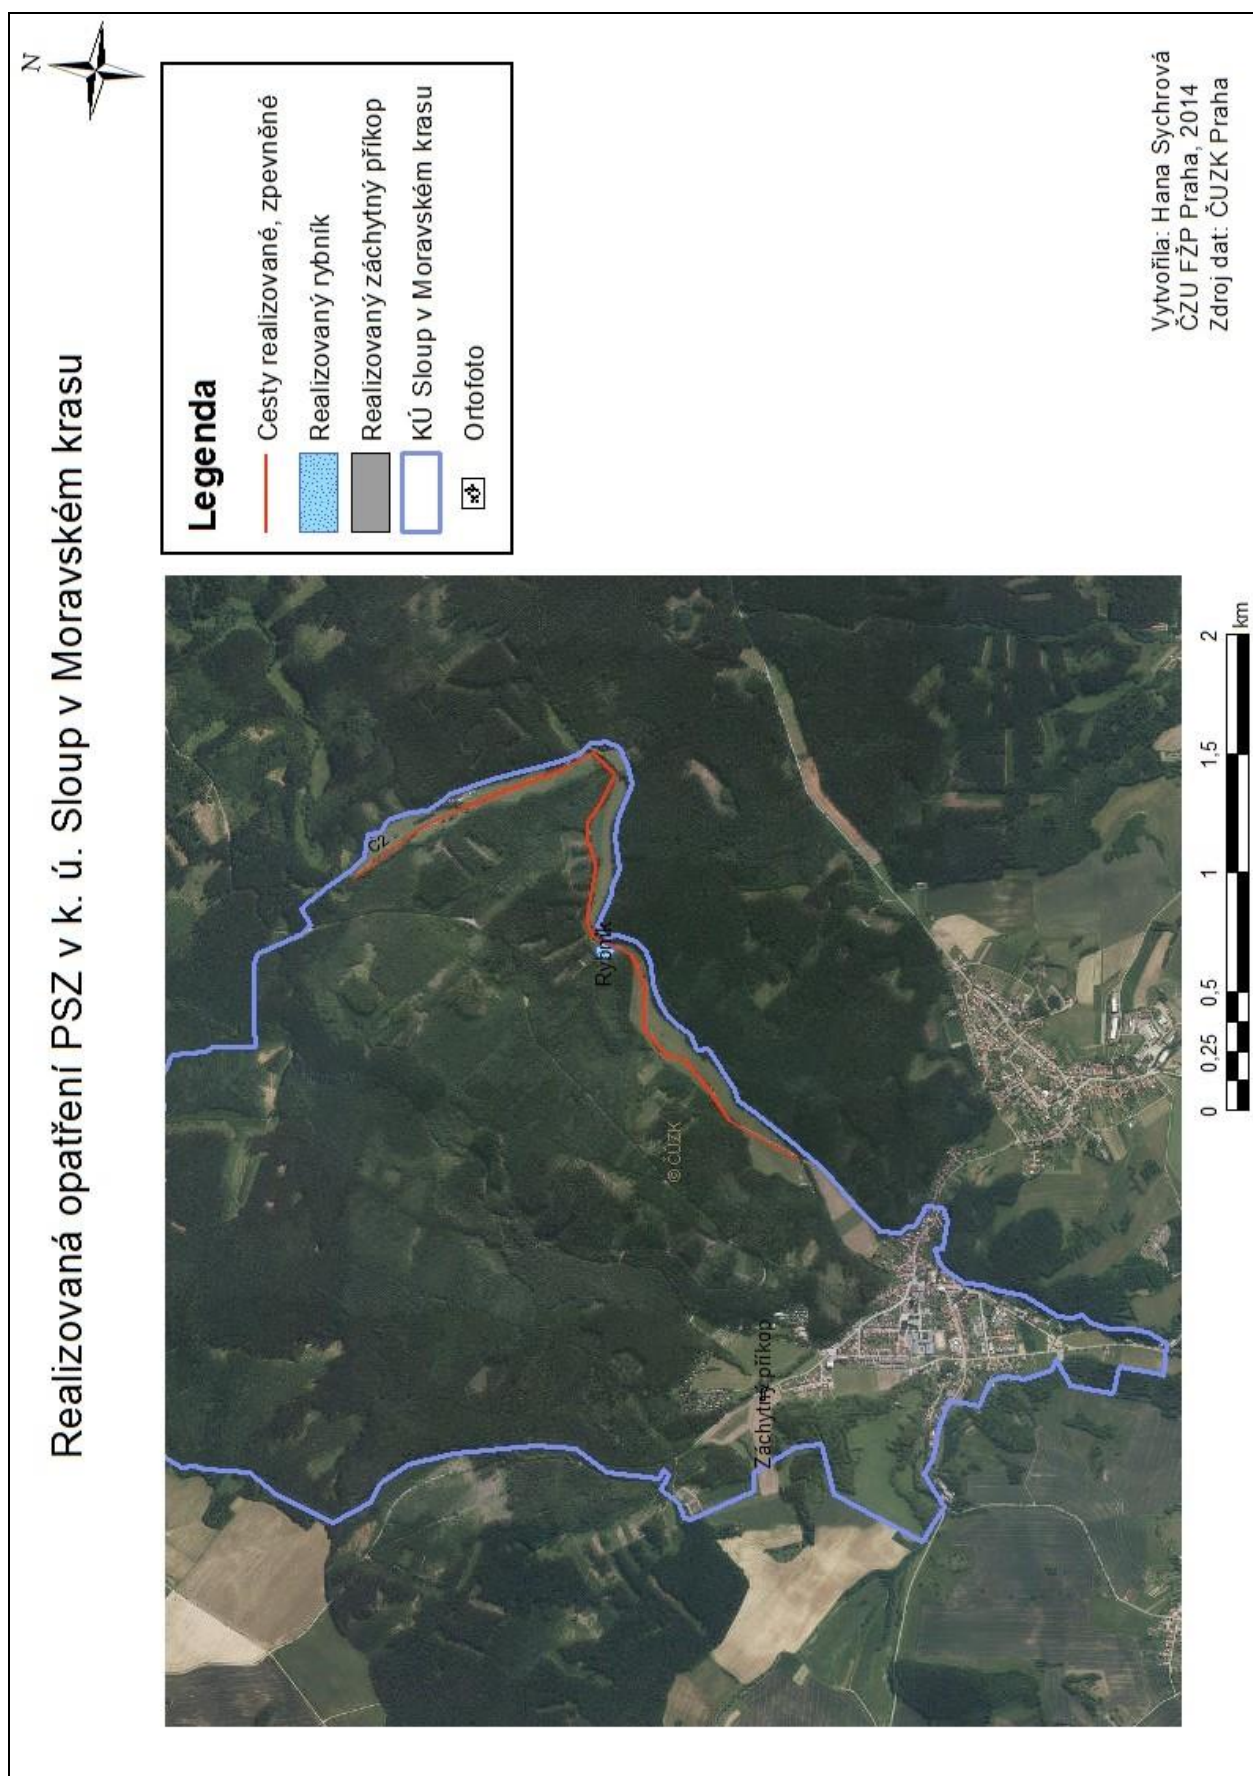 Realizovaná opatření PSZ v k. ú. Sloup v Moravském krasu
N
Legenda
Cesty realizované, zpevněné
Realizovaný rybník
Realizovaný záchytný příkop
KÚ Sloup v Moravském krasu
Ortofoto
C2
Rybník
© ČÚZK
Záchytný příkop
0 0,25 0,5 1 1,5 2
km
Vytvořila: Hana Sychrová
ČZU FŽP Praha, 2014
Zdroj dat: ČUZK Praha